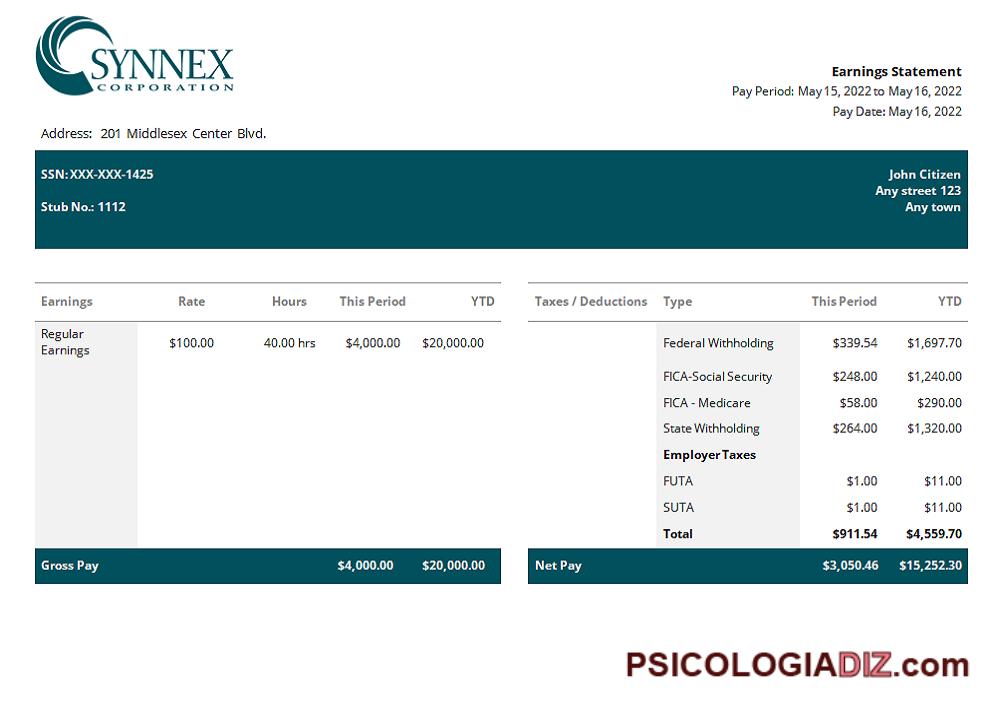 SYNNEX
CORPORATION
Earnings Statement
Pay Period: May 15, 2022 to May 16, 2022
Pay Date: May 16, 2022
Address: 201 Middlesex Center Blvd.
SSN: XXX-XXX-1425
Stub No.: 1112
John Citizen
Any street 123
Any town
Earnings Rate Hours This Period YTD
Regular
Earnings
$100.00 40.00 hrs $4,000.00 $20,000.00
Gross Pay $4,000.00 $20,000.00
Taxes / Deductions Type This Period YTD
Federal Withholding $339.54 $1,697.70
FICA-Social Security $248.00 $1,240.00
FICA - Medicare $58.00 $290.00
State Withholding $264.00 $1,320.00
Employer Taxes
FUTA $1.00 $11.00
SUTA $1.00 $11.00
Total $911.54 $4,559.70
Net Pay $3,050.46 $15,252.30
PSICOLOGIADIZ.com